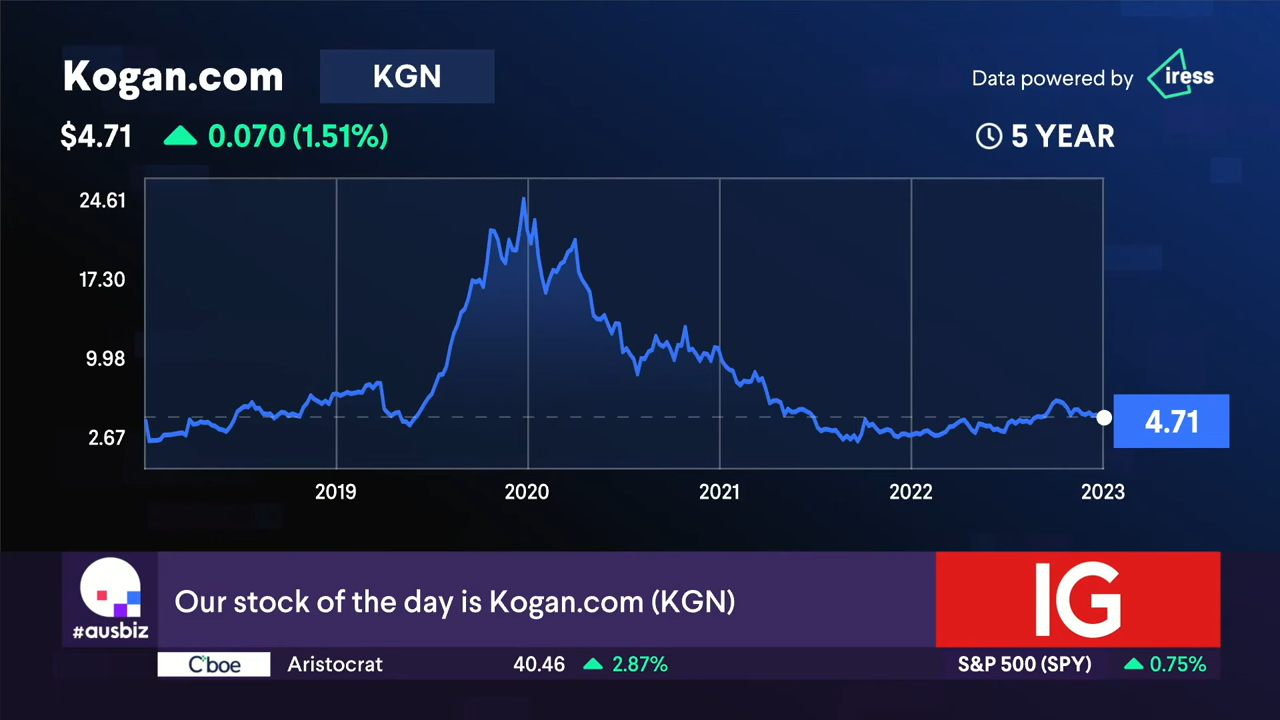 Kogan.com KGN
Data powered by iress
$4.71 0.070 (1.51%)
5 YEAR
24.61
17.30
9.98
2.67
4.71
2019 2020 2021 2022 2023
#ausbiz
Our stock of the day is Kogan.com (KGN)
IG
Cboe Aristocrat 40.46 2.87% S&P 500 (SPY) 0.75%